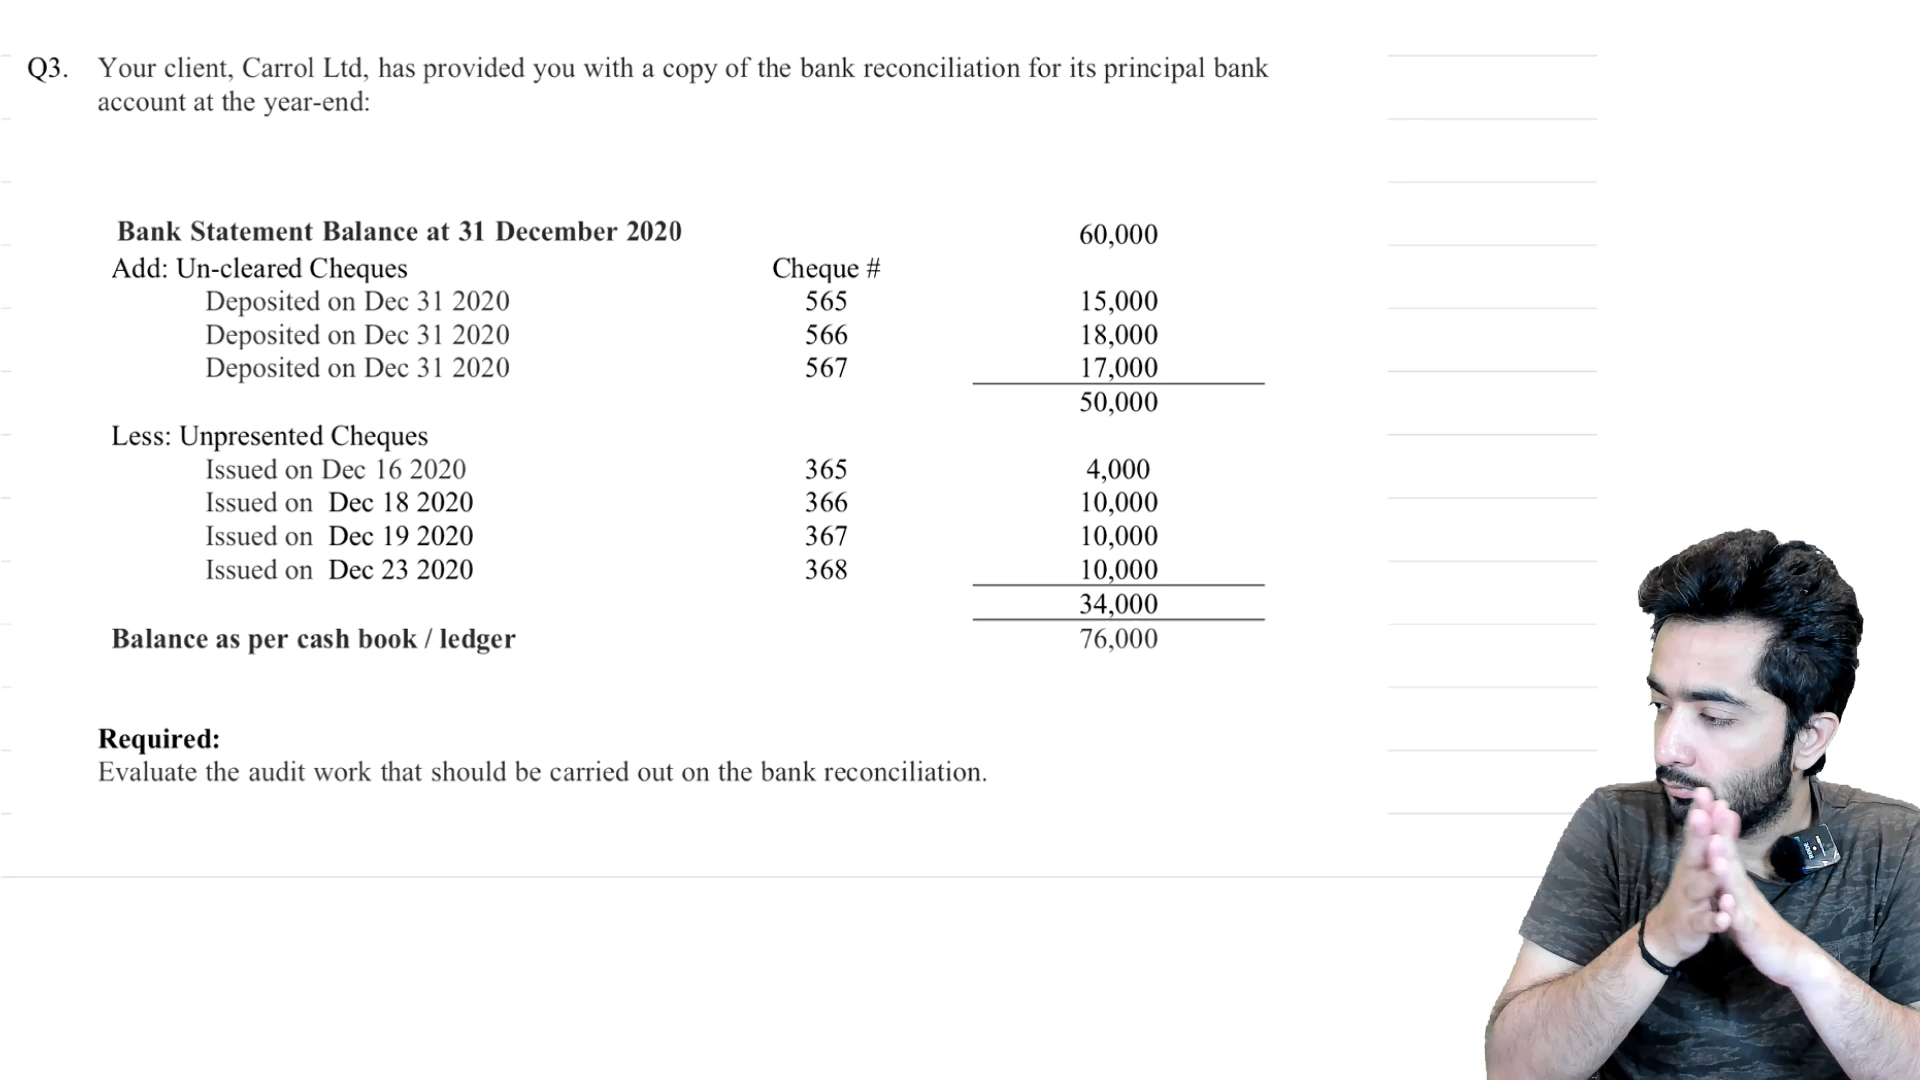 Q3. Your client, Carrol Ltd, has provided you with a copy of the bank reconciliation for its principal bank
account at the year-end:
Bank Statement Balance at 31 December 2020 60,000
Add: Un-cleared Cheques Cheque #
Deposited on Dec 31 2020 565 15,000
Deposited on Dec 31 2020 566 18,000
Deposited on Dec 31 2020 567 17,000
50,000
Less: Unpresented Cheques
Issued on Dec 16 2020 365 4,000
Issued on Dec 18 2020 366 10,000
Issued on Dec 19 2020 367 10,000
Issued on Dec 23 2020 368 10,000
34,000
Balance as per cash book / ledger 76,000
Required:
Evaluate the audit work that should be carried out on the bank reconciliation.